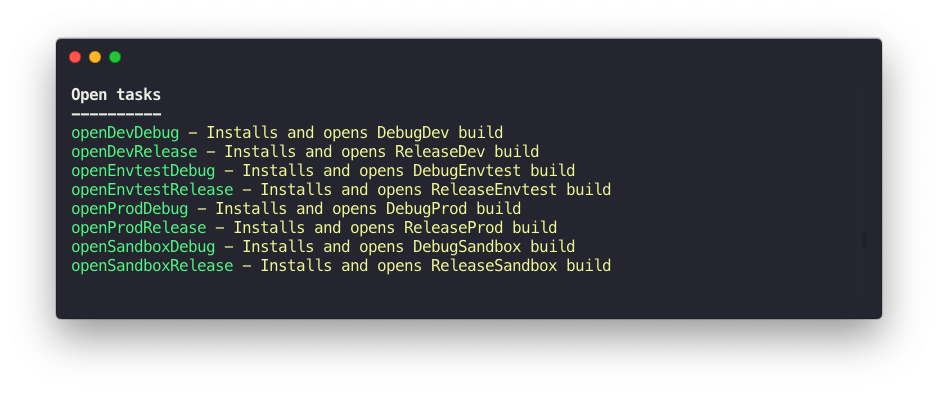 Open tasks
----------
openDevDebug - Installs and opens DebugDev build
openDevRelease - Installs and opens ReleaseDev build
openEnvtestDebug - Installs and opens DebugEnvtest build
openEnvtestRelease - Installs and opens ReleaseEnvtest build
openProdDebug - Installs and opens DebugProd build
openProdRelease - Installs and opens ReleaseProd build
openSandboxDebug - Installs and opens DebugSandbox build
openSandboxRelease - Installs and opens ReleaseSandbox build